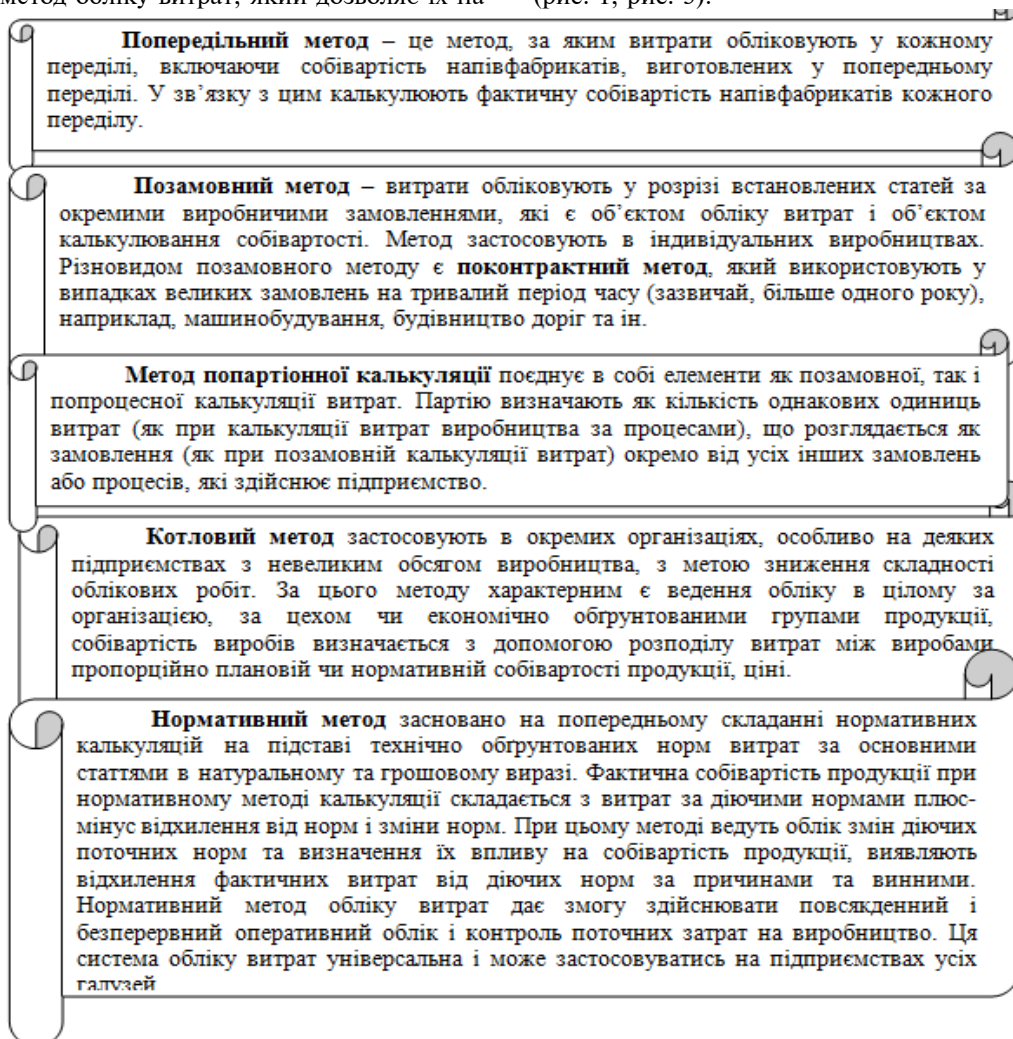 метод обліку витрат, який дозволяє їх на (рис. 1, рис. 3).
Попередільний метод – це метод, за яким витрати обліковують у кожному
переділі, включаючи собівартість напівфабрикатів, виготовлених у попередньому
переділі. У зв’язку з цим калькулюють фактичну собівартість напівфабрикатів кожного
переділу.
Позамовний метод – витрати обліковують у розрізі встановлених статей за
окремими виробничими замовленнями, які є об’єктом обліку витрат і об’єктом
калькулювання собівартості. Метод застосовують в індивідуальних виробництвах.
Різновидом позамовного методу є поконтрактний метод, який використовують у
випадках великих замовлень на тривалий період часу (зазвичай, більше одного року),
наприклад, машинобудування, будівництво доріг та ін.
Метод попартіонної калькуляції поєднує в собі елементи як позамовної, так і
попроцесної калькуляції витрат. Партію визначають як кількість однакових одиниць
витрат (як при калькуляції витрат виробництва за процесами), що розглядається як
замовлення (як при позамовній калькуляції витрат) окремо від усіх інших замовлень
або процесів, які здійснює підприємство.
Котловий метод застосовують в окремих організаціях, особливо на деяких
підприємствах з невеликим обсягом виробництва, з метою зниження складності
облікових робіт. За цього методу характерним є ведення обліку в цілому за
організацією, за цехом чи економічно обґрунтованими групами продукції,
собівартість виробів визначається з допомогою розподілу витрат між виробами
пропорційно плановій чи нормативній собівартості продукції, ціні.
Нормативний метод засновано на попередньому складанні нормативних
калькуляцій на підставі технічно обґрунтованих норм витрат за основними
статтями в натуральному та грошовому виразі. Фактична собівартість продукції при
нормативному методі калькуляції складається з витрат за діючими нормами плюс-
мінус відхилення від норм і зміни норм. При цьому методі ведуть облік змін діючих
поточних норм та визначення їх впливу на собівартість продукції, виявляють
відхилення фактичних витрат від діючих норм за причинами та винними.
Нормативний метод обліку витрат дає змогу здійснювати повсякденний і
безперервний оперативний облік і контроль поточних затрат на виробництво. Ця
система обліку витрат універсальна і може застосовуватись на підприємствах усіх
галузей